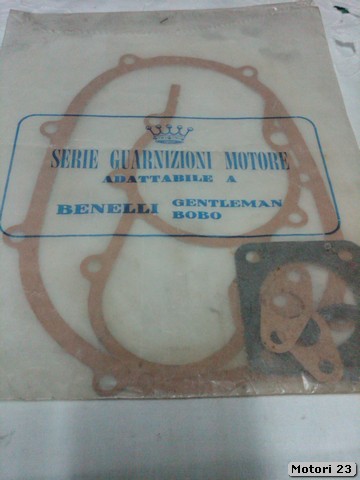 SERIE GUARNIZIONI MOTORE
ADATTABILE A
BENELLI GENTLEMAN
BOBO
Motori 23